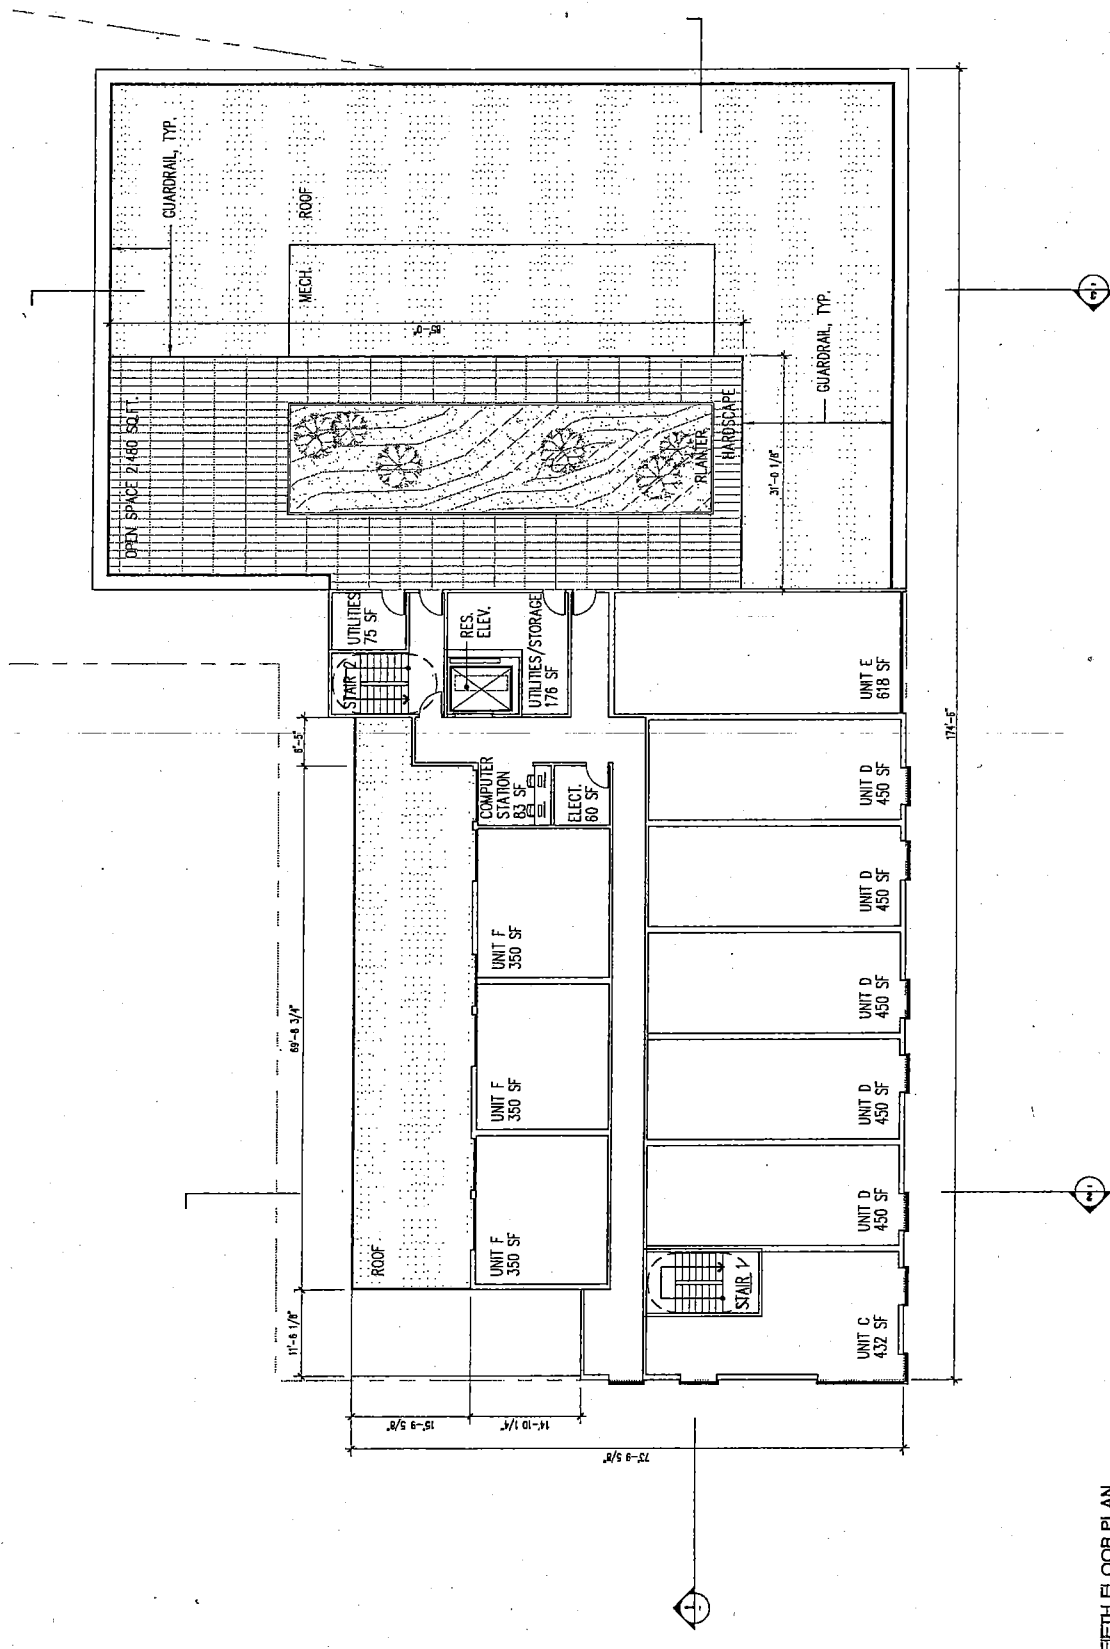 GUARDRAIL, TYP.
MECH.
ROOF
85'-0"
OPEN SPACE 2,480 SQ.FT.
PLANTER
HARDSCAPE
31'-0 1/8"
GUARDRAIL, TYP.
UTILITIES
75 SF
STAIR 2
RES.
ELEV.
UTILITIES/STORAGE
176 SF
UNIT E
618 SF
174'-6"
COMPUTER
STATION
83 SF
ELECT.
60 SF
UNIT D
450 SF
UNIT D
450 SF
UNIT D
450 SF
UNIT D
450 SF
UNIT D
450 SF
UNIT F
350 SF
UNIT F
350 SF
UNIT F
350 SF
69'-8 3/4"
ROOF
11'-6 1/8"
STAIR 1
UNIT C
432 SF
15'-9 5/8"
14'-10 1/4"
73'-9 5/8"
1
FIFTH FLOOR PLAN